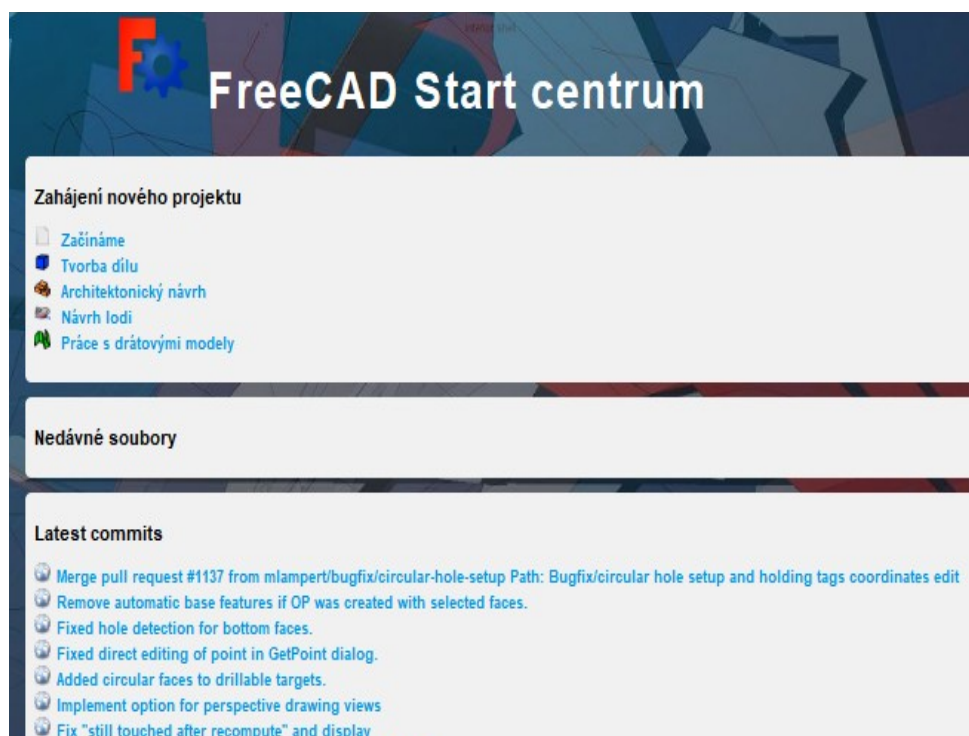 FreeCAD Start centrum
Zahájení nového projektu
Začínáme
Tvorba dílu
Architektonický návrh
Návrh lodi
Práce s drátovými modely
Nedávné soubory
Latest commits
Merge pull request #1137 from mlampert/bugfix/circular-hole-setup Path: Bugfix/circular hole setup and holding tags coordinates edit
Remove automatic base features if OP was created with selected faces.
Fixed hole detection for bottom faces.
Fixed direct editing of point in GetPoint dialog.
Added circular faces to drillable targets.
Implement option for perspective drawing views
Fix "still touched after recompute" and display